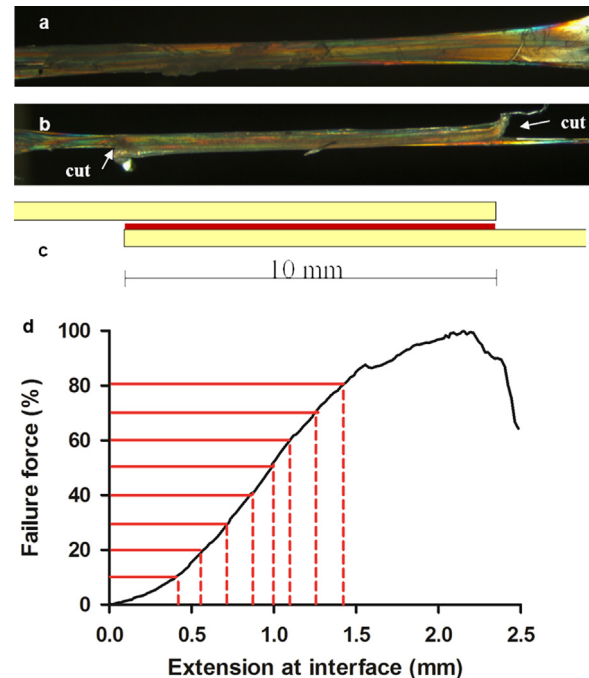 a
b
cut
cut
c
10 mm
d
100
80
60
40
20
0
Failure force (%)
0.0 0.5 1.0 1.5 2.0 2.5
Extension at interface (mm)